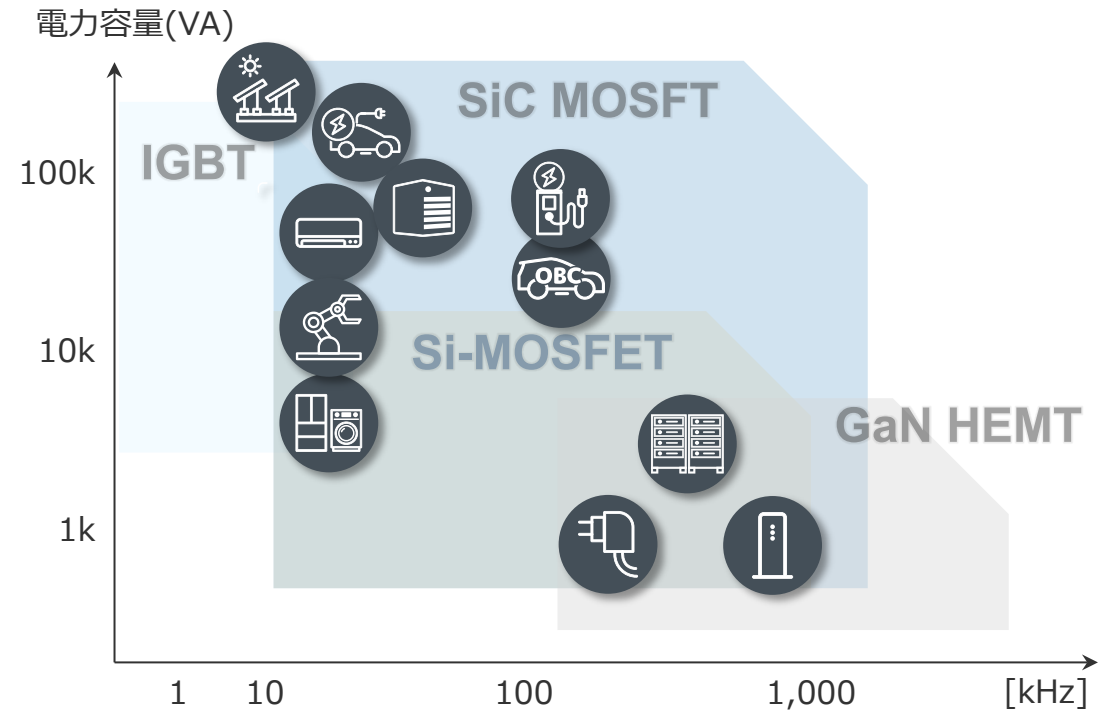 電力容量(VA)
SiC MOSFT
IGBT
100k
OBC
10k
Si-MOSFET
GaN HEMT
1k
1 10 100 1,000 [kHz]